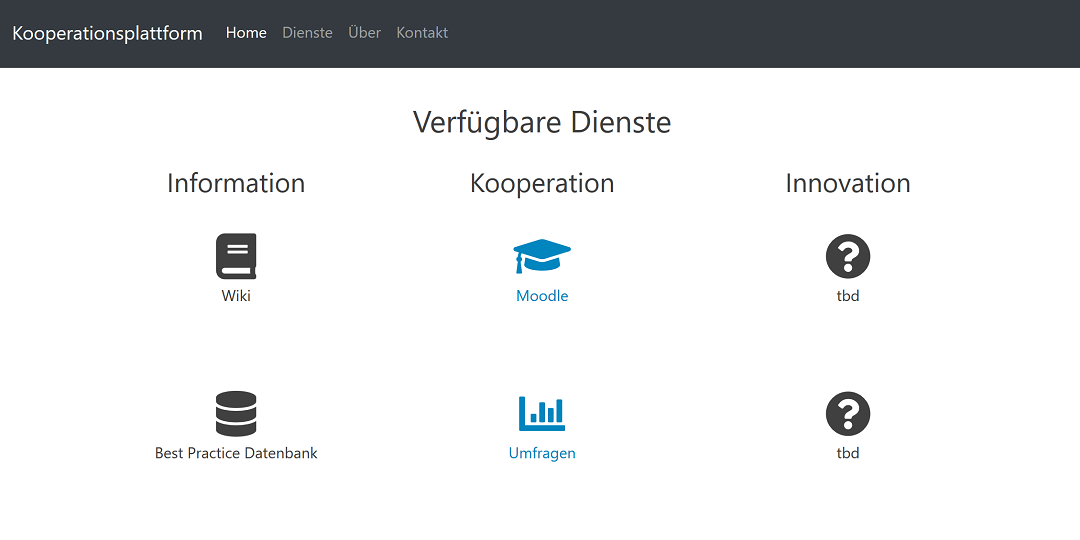 Kooperationsplattform Home Dienste Über Kontakt
Verfügbare Dienste
Information Kooperation Innovation
Wiki Moodle tbd
Best Practice Datenbank Umfragen tbd